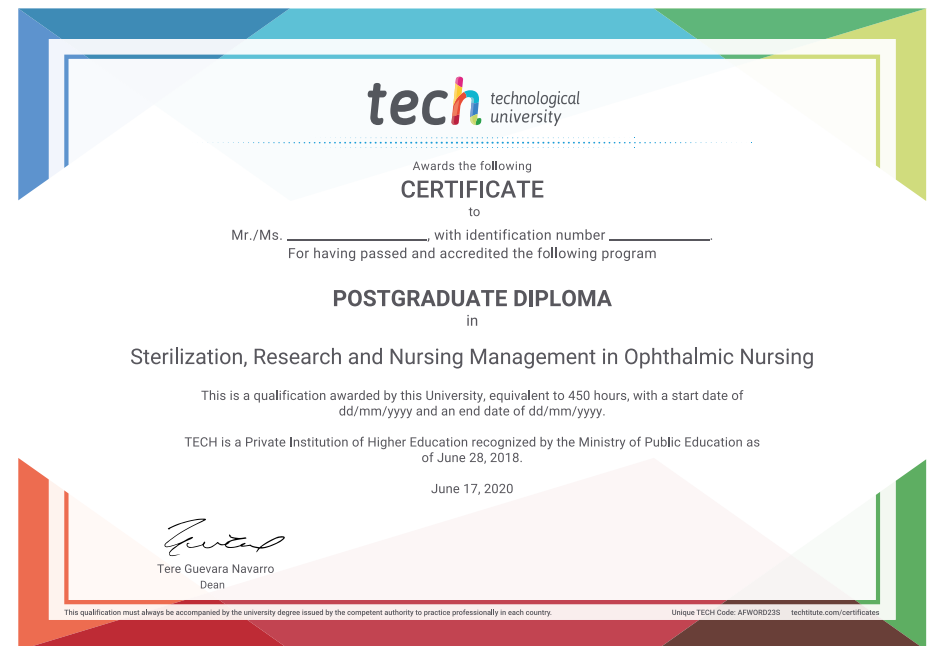 tech technological
university
Awards the following
CERTIFICATE
to
Mr./Ms. ____________________, with identification number ______________.
For having passed and accredited the following program
POSTGRADUATE DIPLOMA
in
Sterilization, Research and Nursing Management in Ophthalmic Nursing
This is a qualification awarded by this University, equivalent to 450 hours, with a start date of
dd/mm/yyyy and an end date of dd/mm/yyyy.
TECH is a Private Institution of Higher Education recognized by the Ministry of Public Education as
of June 28, 2018.
June 17, 2020
Tere Guevara Navarro
Dean
This qualification must always be accompanied by the university degree issued by the competent authority to practice professionally in each country.
Unique TECH Code: AFWORD23S techtitute.com/certificates